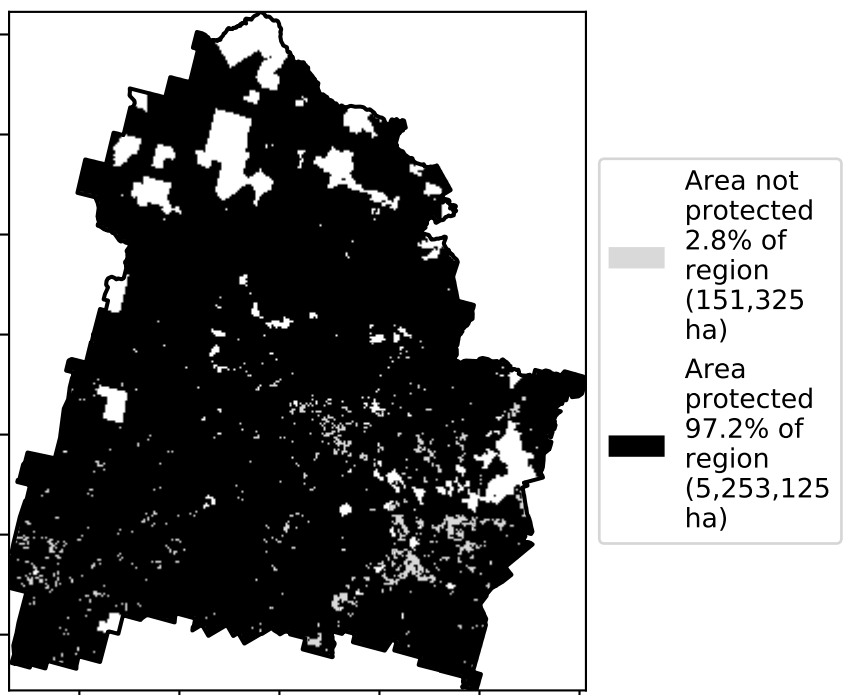 Area not
protected
2.8% of
region
(151,325
ha)
Area
protected
97.2% of
region
(5,253,125
ha)